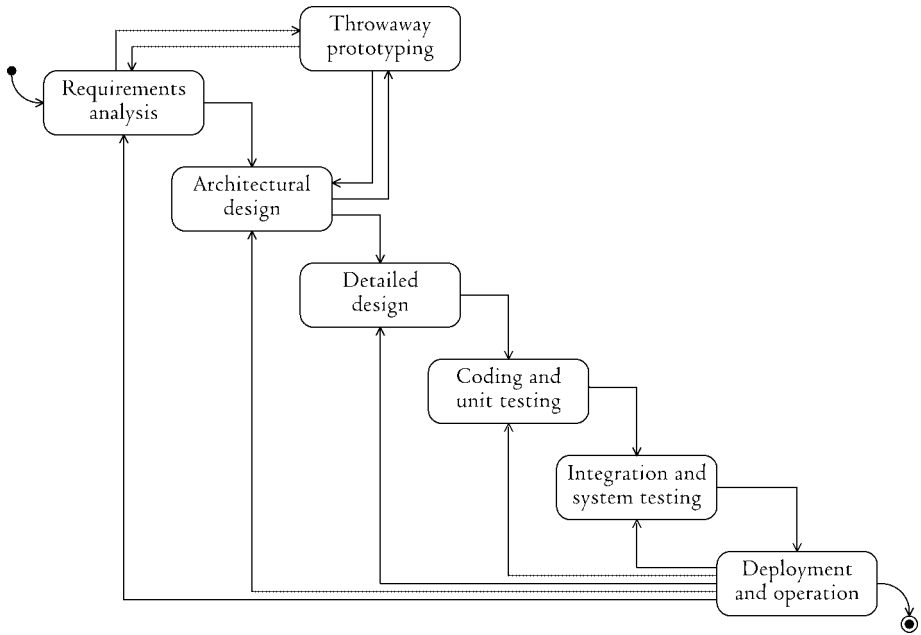 Throwaway
prototyping
Requirements
analysis
Architectural
design
Detailed
design
Coding and
unit testing
Integration and
system testing
Deployment
and operation